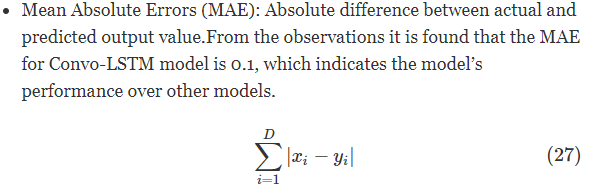 • Mean Absolute Errors (MAE): Absolute difference between actual and
predicted output value.From the observations it is found that the MAE
for Convo-LSTM model is 0.1, which indicates the model's
performance over other models.
\sum_{i=1}^{D} |x_i - y_i| (27)